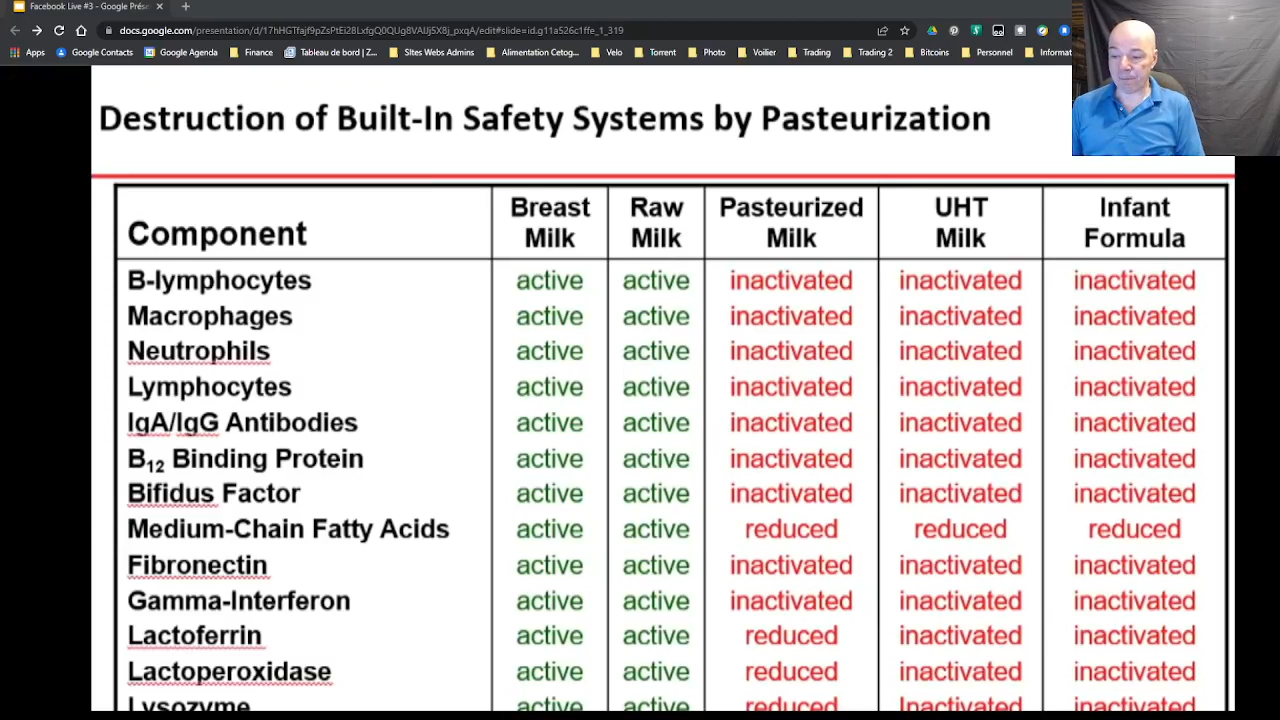 Facebook Live #3 - Google Prése
docs.google.com/presentation/d/17hHGTfajf9pZsPtEi28LxdgQ0QUg8VAUj5X8j_pxqA/edit#slide=id.g11a526c1ffe_1_319
Apps Google Contacts Google Agenda Finance Tableau de bord | Z... Sites Webs Admins Alimentation Cetog... Velo Torrent Photo Voilier Trading Trading 2 Bitcoins Personnel Informat
Destruction of Built-In Safety Systems by Pasteurization
Component Breast Milk Raw Milk Pasteurized Milk UHT Milk Infant Formula
B-lymphocytes active active inactivated inactivated inactivated
Macrophages active active inactivated inactivated inactivated
Neutrophils active active inactivated inactivated inactivated
Lymphocytes active active inactivated inactivated inactivated
IgA/IgG Antibodies active active inactivated inactivated inactivated
B₁₂ Binding Protein active active inactivated inactivated inactivated
Bifidus Factor active active inactivated inactivated inactivated
Medium-Chain Fatty Acids active active reduced reduced reduced
Fibronectin active active inactivated inactivated inactivated
Gamma-Interferon active active inactivated inactivated inactivated
Lactoferrin active active reduced inactivated inactivated
Lactoperoxidase active active reduced inactivated inactivated
Lysozyme active active reduced Inactivated inactivated